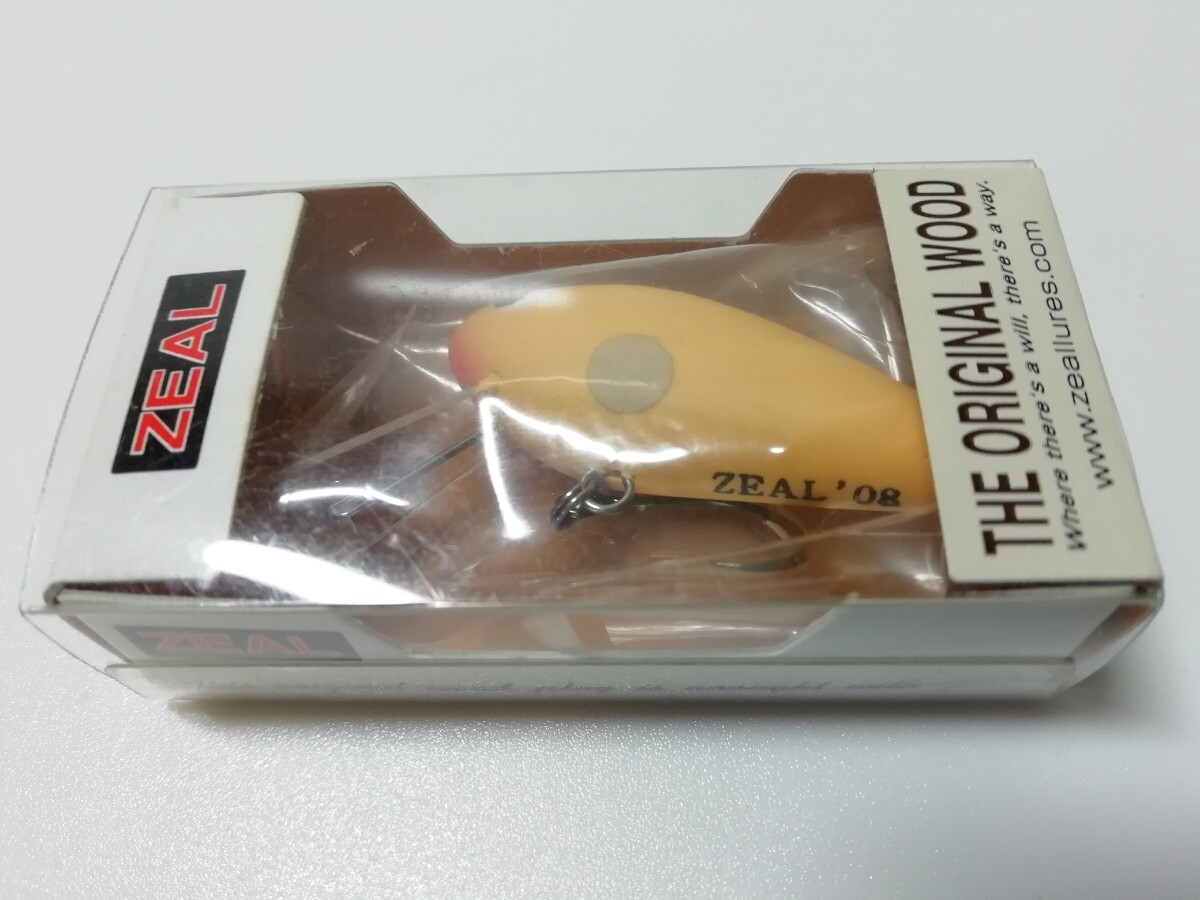 ZEAL
ZEAL '08
THE ORIGINAL WOOD
Where there's a will, there's a way.
www.zeallures.com
ZEAL